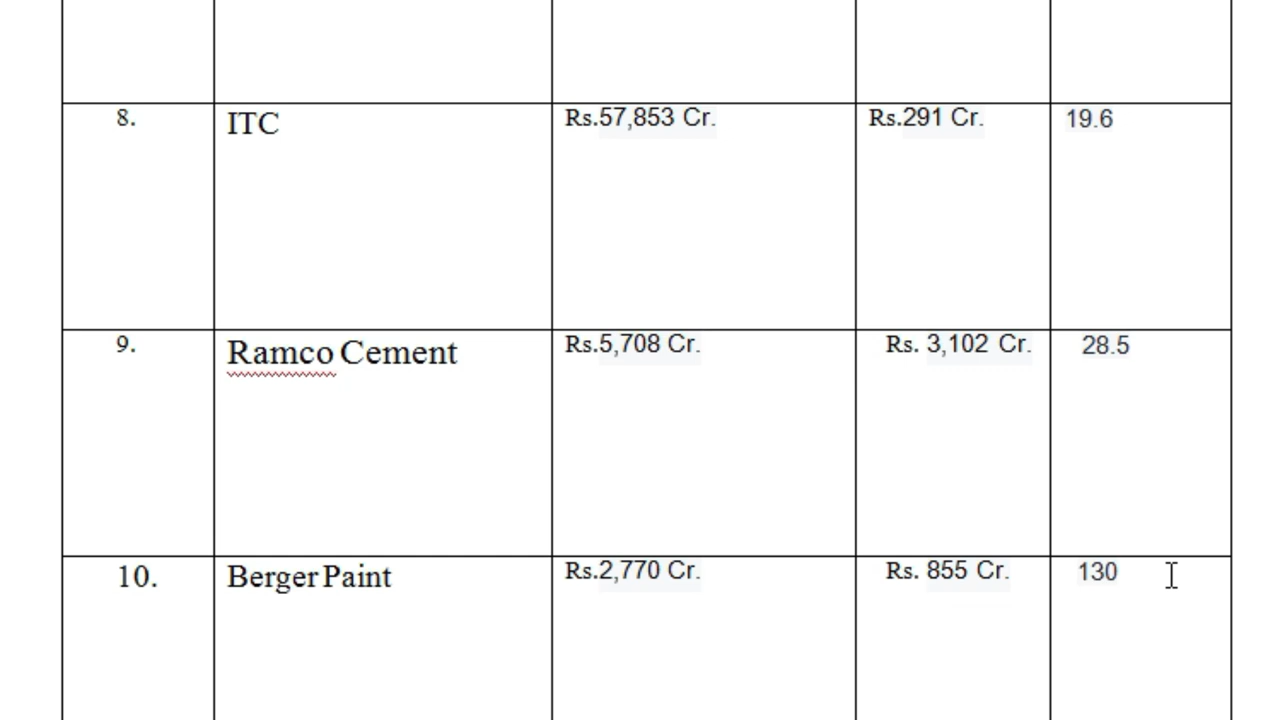 8. ITC Rs.57,853 Cr. Rs.291 Cr. 19.6
9. Ramco Cement Rs.5,708 Cr. Rs. 3,102 Cr. 28.5
10. Berger Paint Rs.2,770 Cr. Rs. 855 Cr. 130